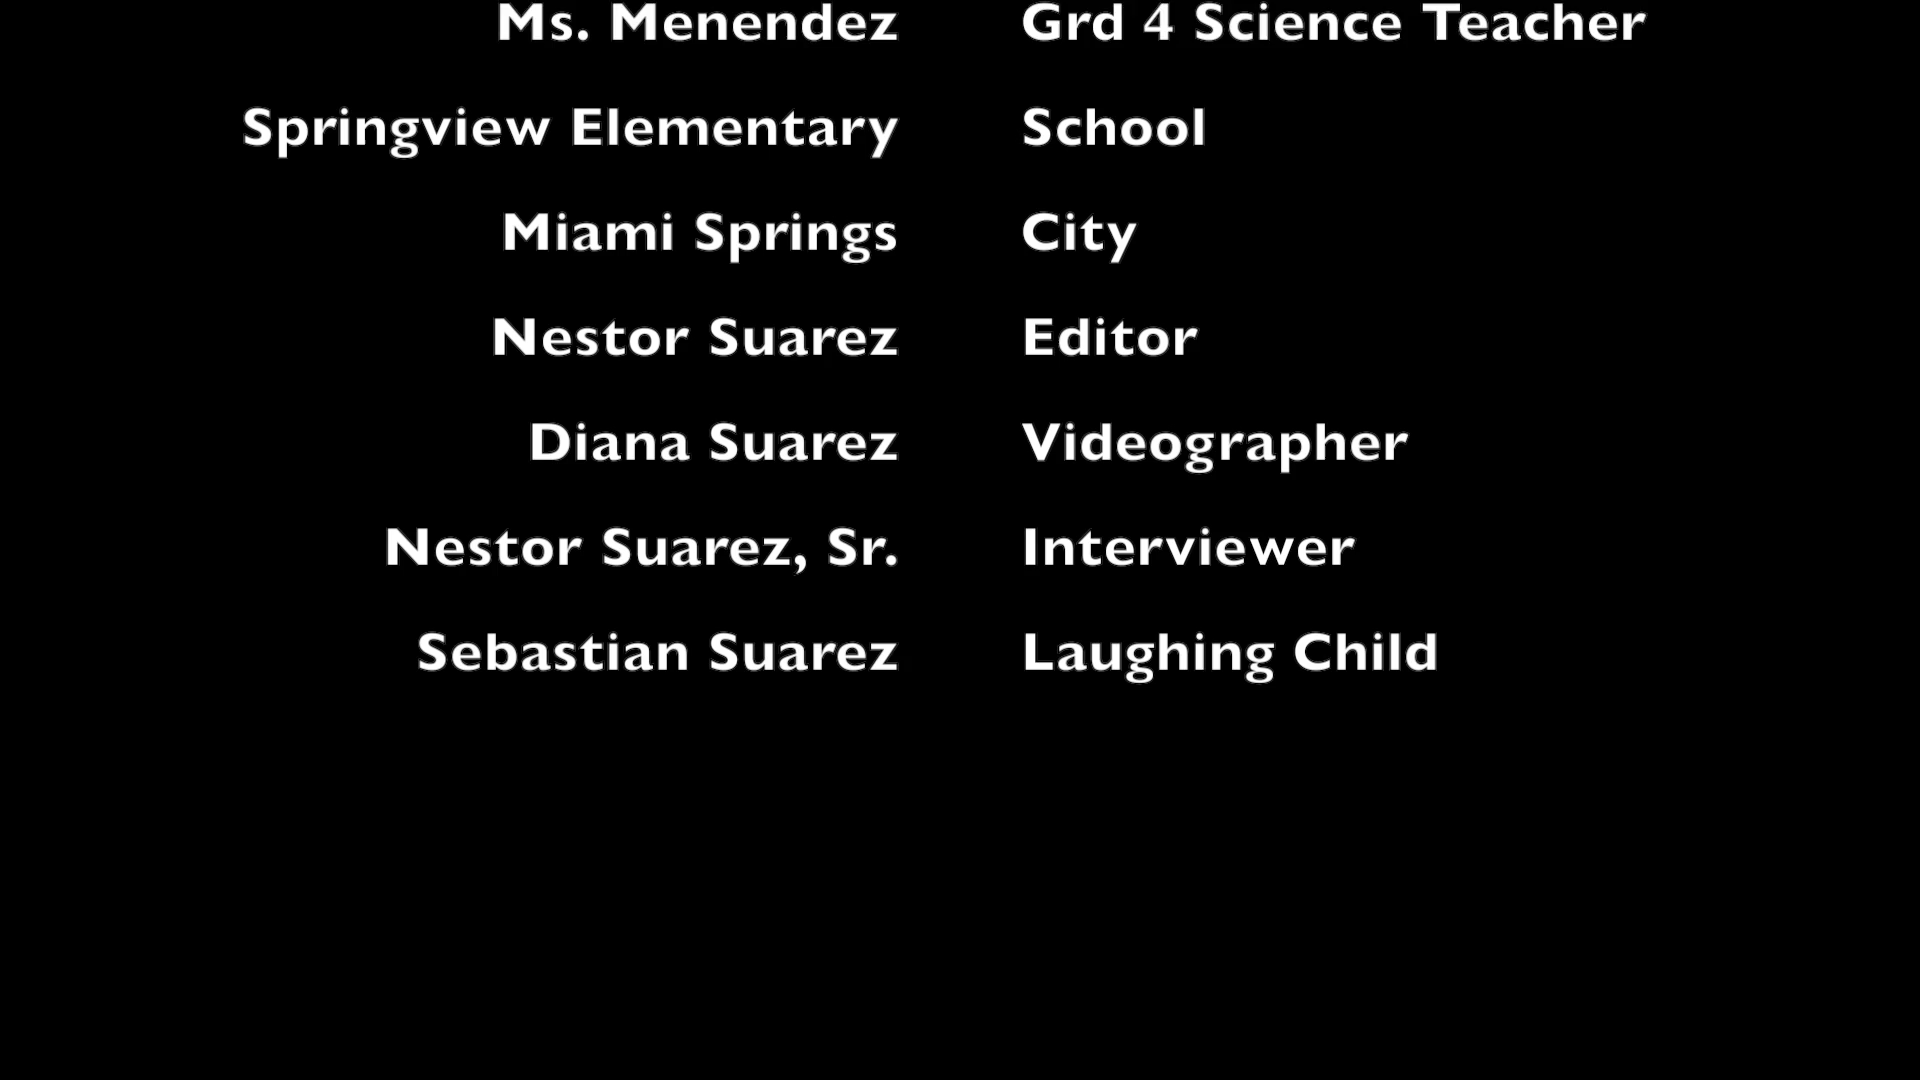 Ms. Menendez Grd 4 Science Teacher
Springview Elementary School
Miami Springs City
Nestor Suarez Editor
Diana Suarez Videographer
Nestor Suarez, Sr. Interviewer
Sebastian Suarez Laughing Child